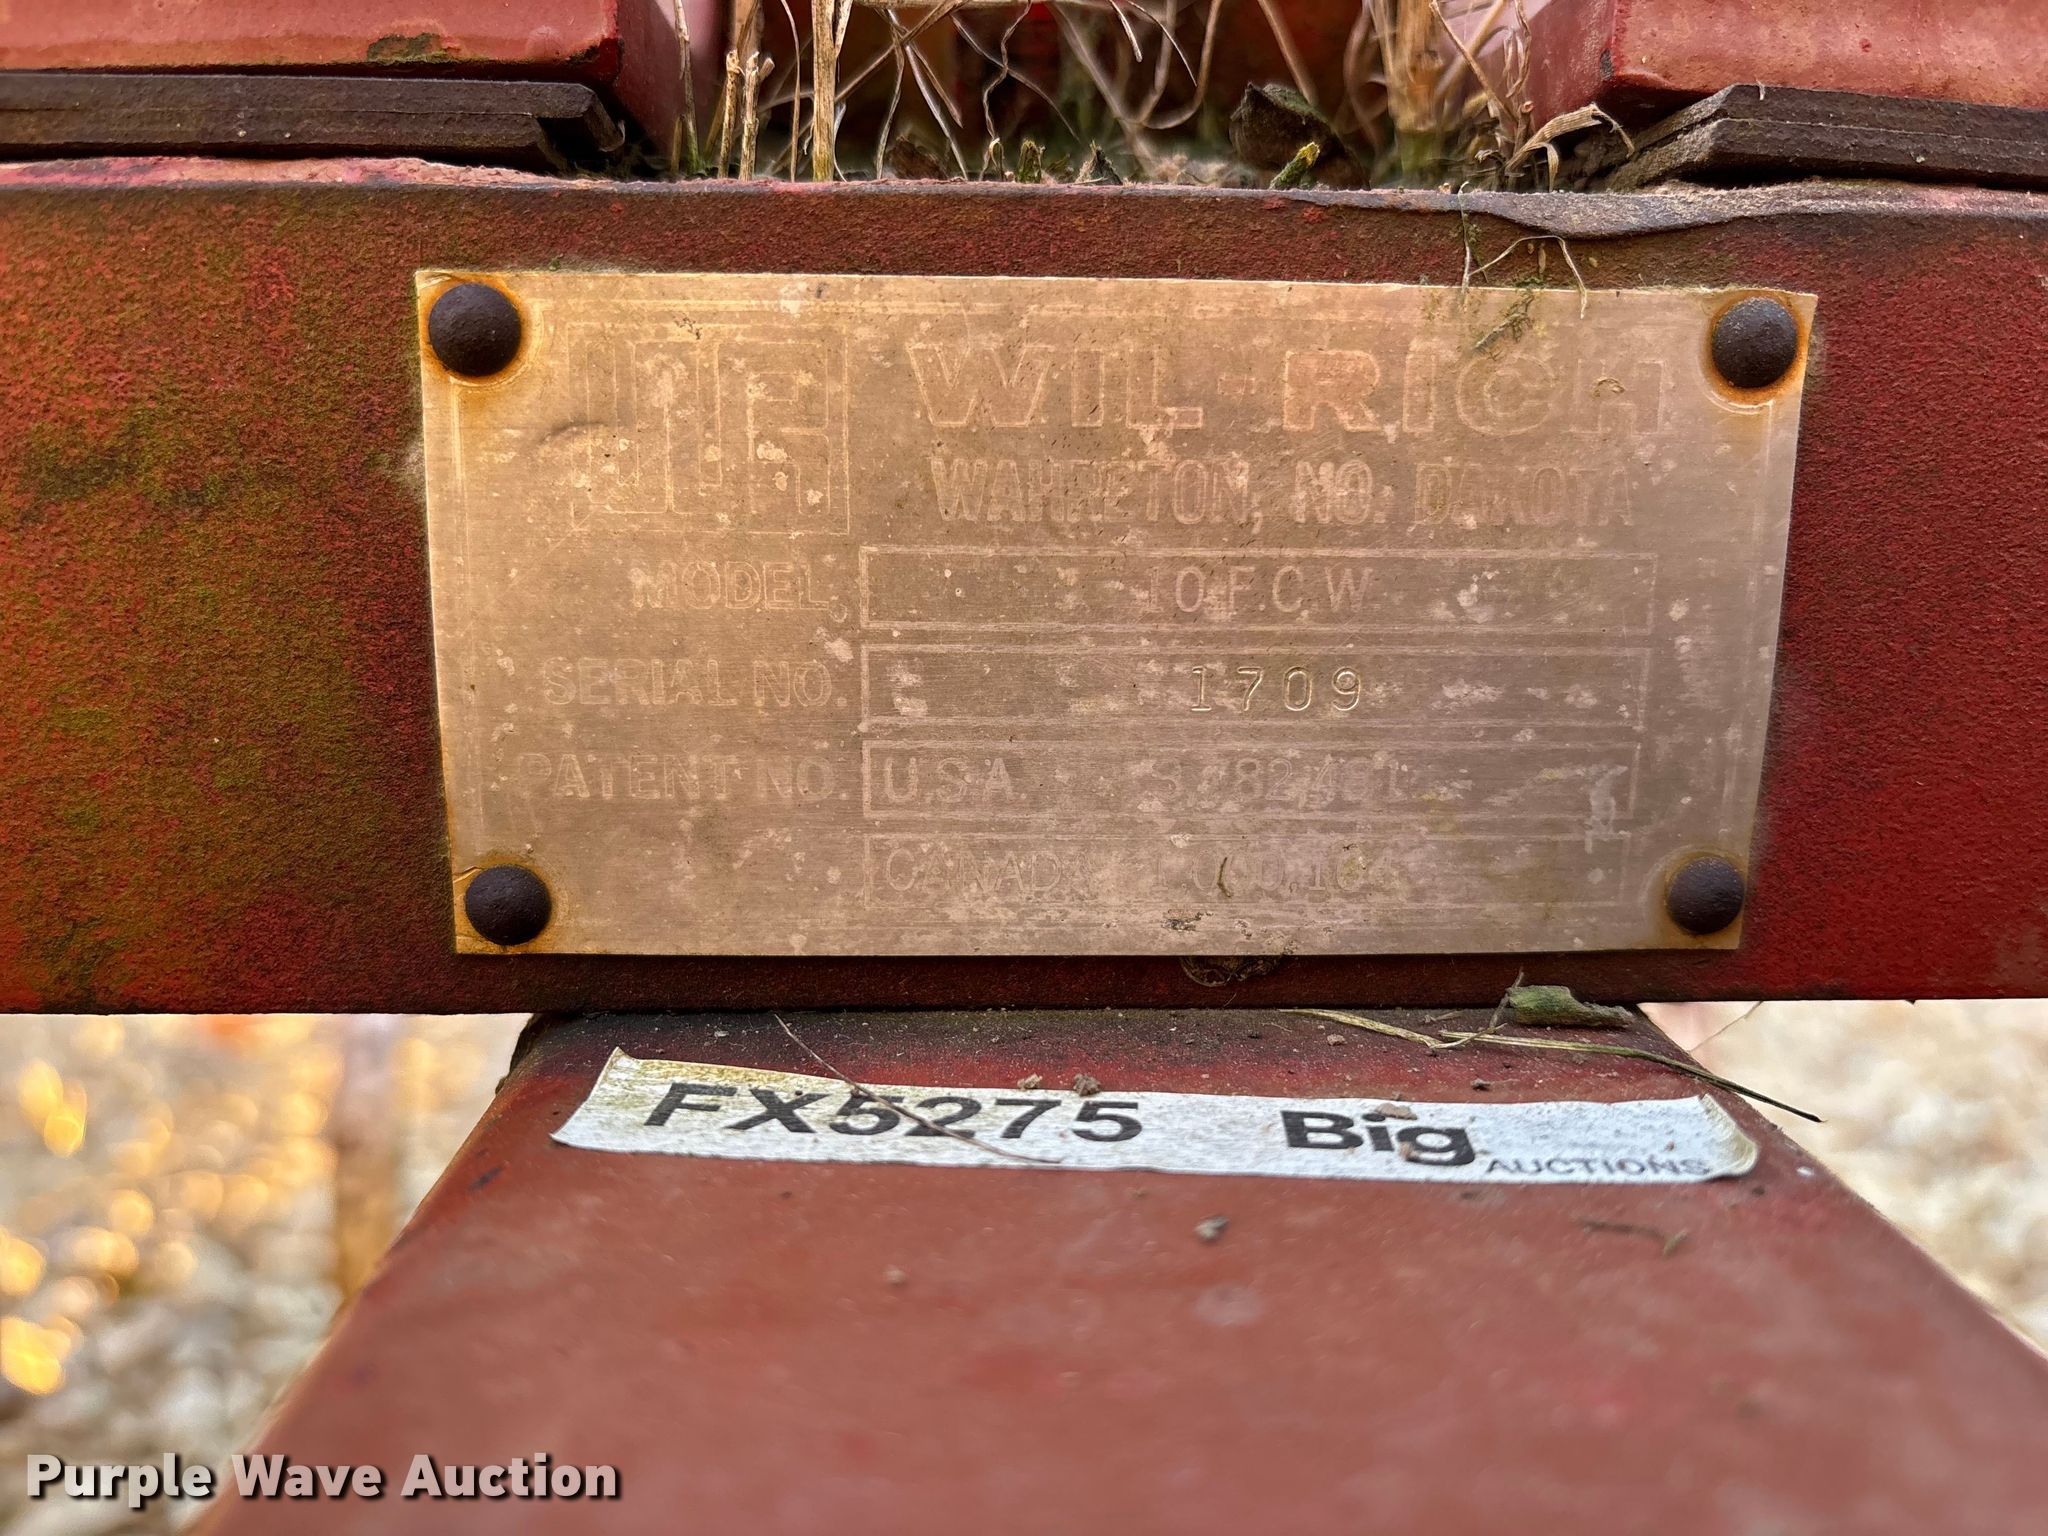 WIL-RICH
WAHPETON, NO. DAKOTA
MODEL 10 F.C.W.
SERIAL NO. 1709
PATENT NO. U.S.A.
CANADA
FX5275 Big AUCTIONS
Purple Wave Auction